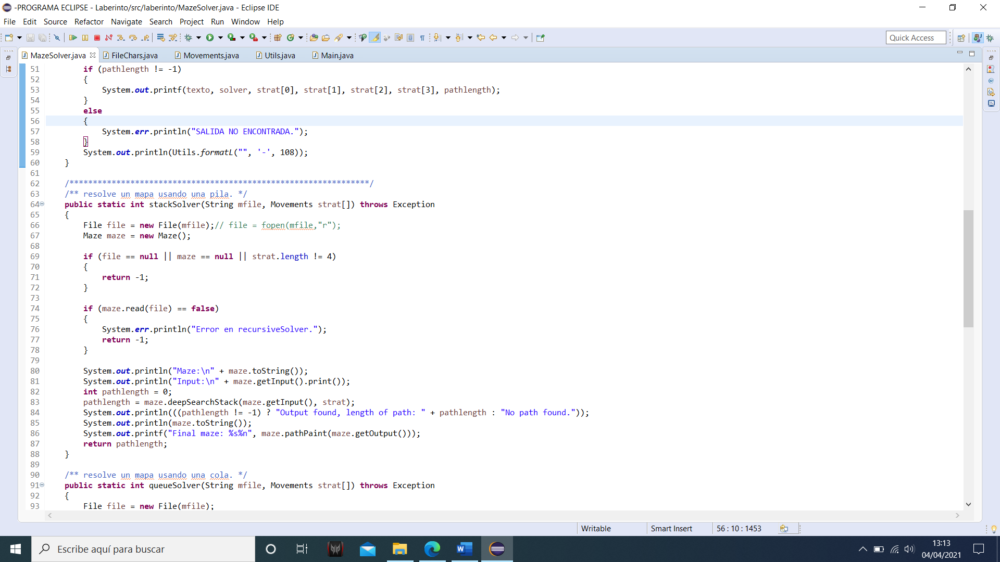 -PROGRAMA ECLIPSE - Laberinto/src/laberinto/MazeSolver.java - Eclipse IDE
File Edit Source Refactor Navigate Search Project Run Window Help
Quick Access
MazeSolver.java FileChars.java Movements.java Utils.java Main.java
51 if (pathlength != -1)
52 {
53 System.out.printf(texto, solver, strat[0], strat[1], strat[2], strat[3], pathlength);
54 }
55 else
56 {
57 System.err.println("SALIDA NO ENCONTRADA.");
58 }
59 System.out.println(Utils.formatL("", '-', 108));
60 }
61
62 /****************************************************************/
63 /** resolve un mapa usando una pila. */
64 public static int stackSolver(String mfile, Movements strat[]) throws Exception
65 {
66 File file = new File(mfile);// file = fopen(mfile,"r");
67 Maze maze = new Maze();
68
69 if (file == null || maze == null || strat.length != 4)
70 {
71 return -1;
72 }
73
74 if (maze.read(file) == false)
75 {
76 System.err.println("Error en recursiveSolver.");
77 return -1;
78 }
79
80 System.out.println("Maze:\n" + maze.toString());
81 System.out.println("Input:\n" + maze.getInput().print());
82 int pathlength = 0;
83 pathlength = maze.deepSearchStack(maze.getInput(), strat);
84 System.out.println(((pathlength != -1) ? "Output found, length of path: " + pathlength : "No path found."));
85 System.out.println(maze.toString());
86 System.out.printf("Final maze: %s%n", maze.pathPaint(maze.getOutput()));
87 return pathlength;
88 }
89
90 /** resolve un mapa usando una cola. */
91 public static int queueSolver(String mfile, Movements strat[]) throws Exception
92 {
93 File file = new File(mfile);
Writable Smart Insert 56 : 10 : 1453
Escribe aquí para buscar
13:13
04/04/2021